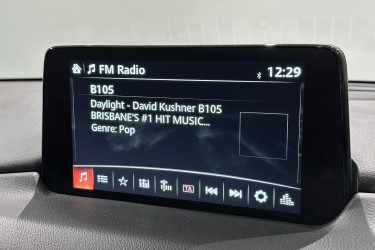 FM Radio 12:29
B105
Daylight - David Kushner B105
BRISBANE'S #1 HIT MUSIC...
Genre: Pop
TA